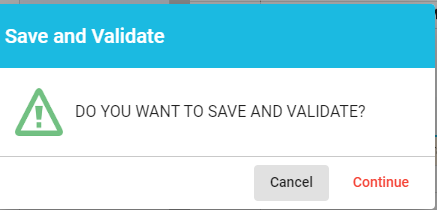 Save and Validate
DO YOU WANT TO SAVE AND VALIDATE?
Cancel Continue